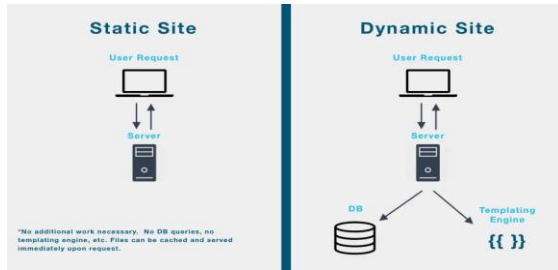 Static Site
User Request
Server
*No additional work necessary. No DB queries, no
templating engine, etc. Files can be cached and served
immediately upon request.
Dynamic Site
User Request
Server
DB
Templating
Engine
{{ }}